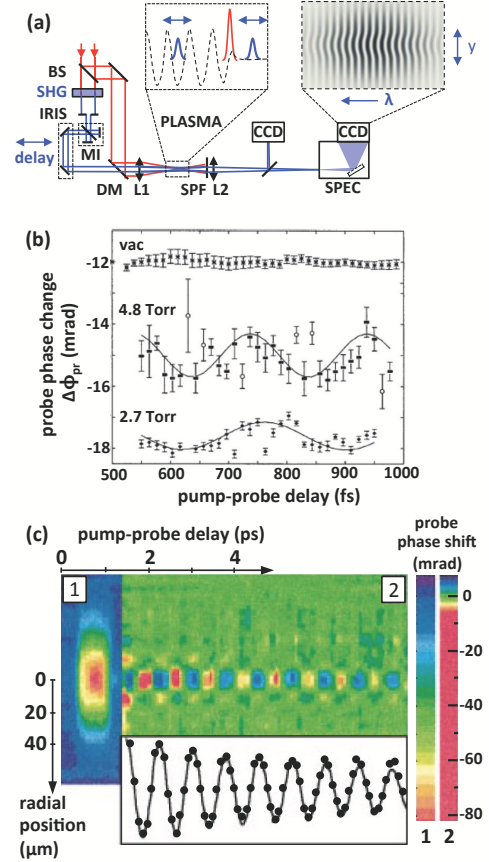 (a)
BS
SHG
IRIS
delay
MI
DM
L1
SPF
L2
PLASMA
CCD
CCD
SPEC
λ
y
(b)
probe phase change
Δϕpr (mrad)
-12
-14
-16
-18
vac
4.8 Torr
2.7 Torr
500
600
700
800
900
1000
pump-probe delay (fs)
(c)
pump-probe delay (ps)
0
2
4
1
2
0
20
40
radial
position
(µm)
probe
phase shift
(mrad)
0
-20
-40
-60
-80
1
2